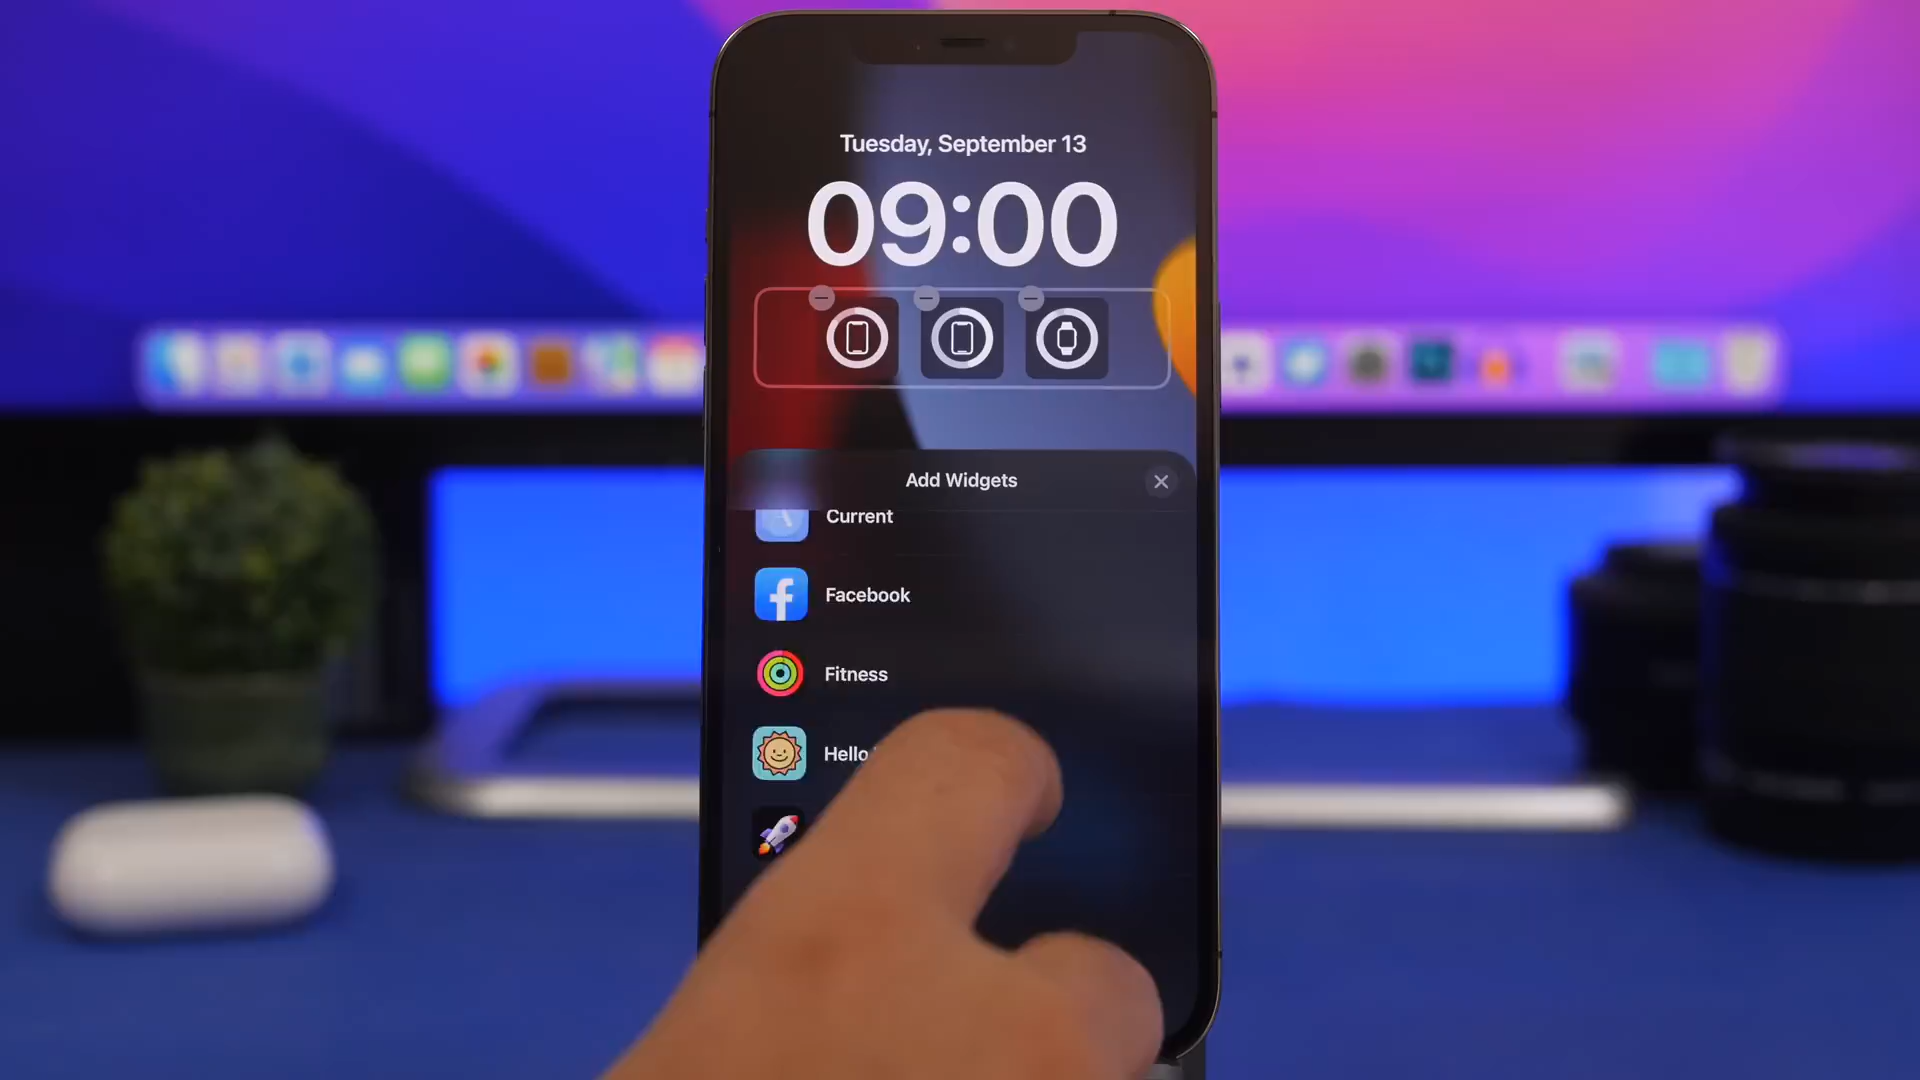 Tuesday, September 13
09:00
Add Widgets
Current
Facebook
Fitness
Hello